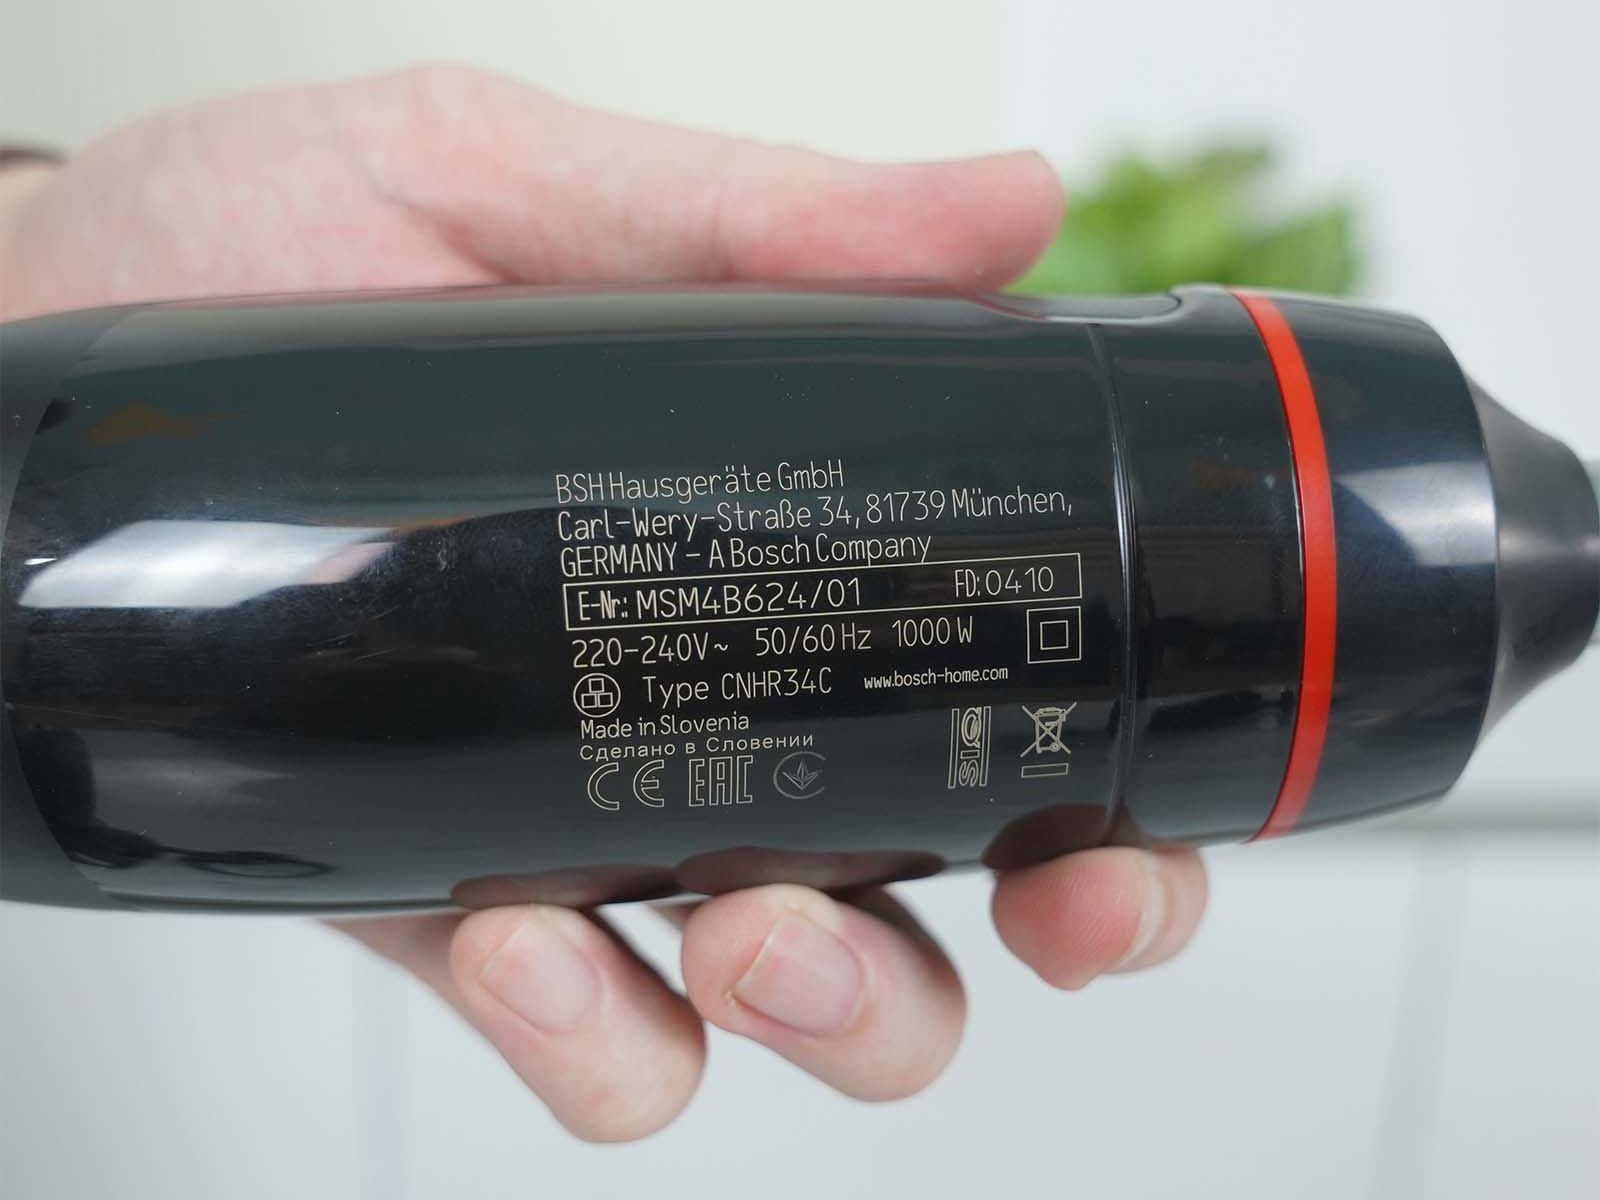 BSH Hausgeräte GmbH
Carl-Wery-Straße 34, 81739 München,
GERMANY - A Bosch Company
E-Nr.: MSM4B624/01 FD: 0410
220-240V~ 50/60 Hz 1000 W
Type CNHR34C www.bosch-home.com
Made in Slovenia
Сделано в Словении
CE EAC SIQ